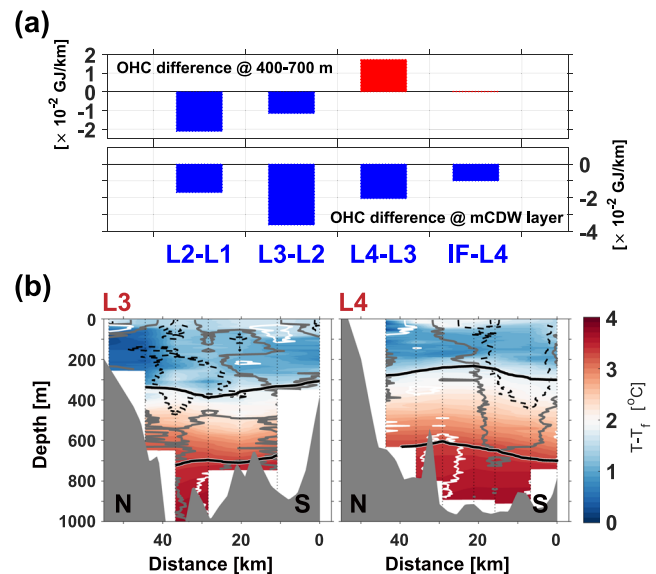 (a)
OHC difference @ 400-700 m
[× 10⁻² GJ/km]
2
1
0
-1
-2
OHC difference @ mCDW layer
0
-2
-4
[× 10⁻² GJ/km]
L2-L1 L3-L2 L4-L3 IF-L4
(b)
L3 L4
Depth [m]
0
200
400
600
800
1000
N S N S
40 20 0 40 20 0
Distance [km] Distance [km]
4
3
2
1
0
T-Tf [°C]